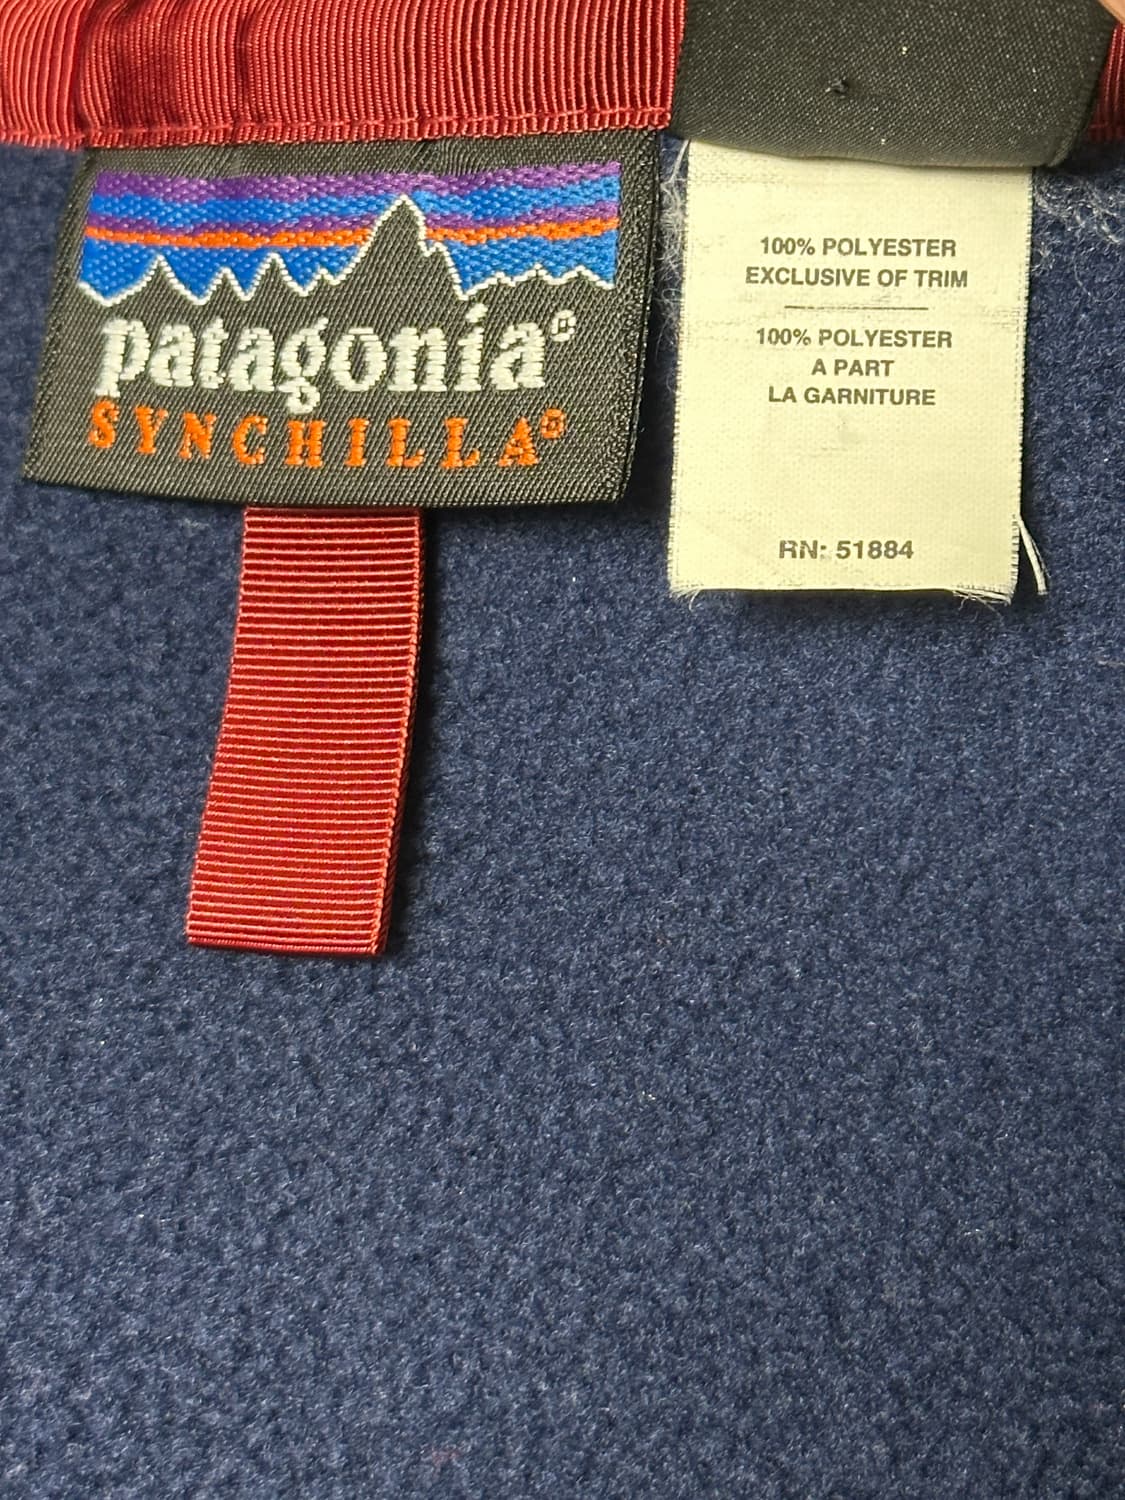 patagonia®
SYNCHILLA®
100% POLYESTER
EXCLUSIVE OF TRIM
100% POLYESTER
A PART
LA GARNITURE
RN: 51884